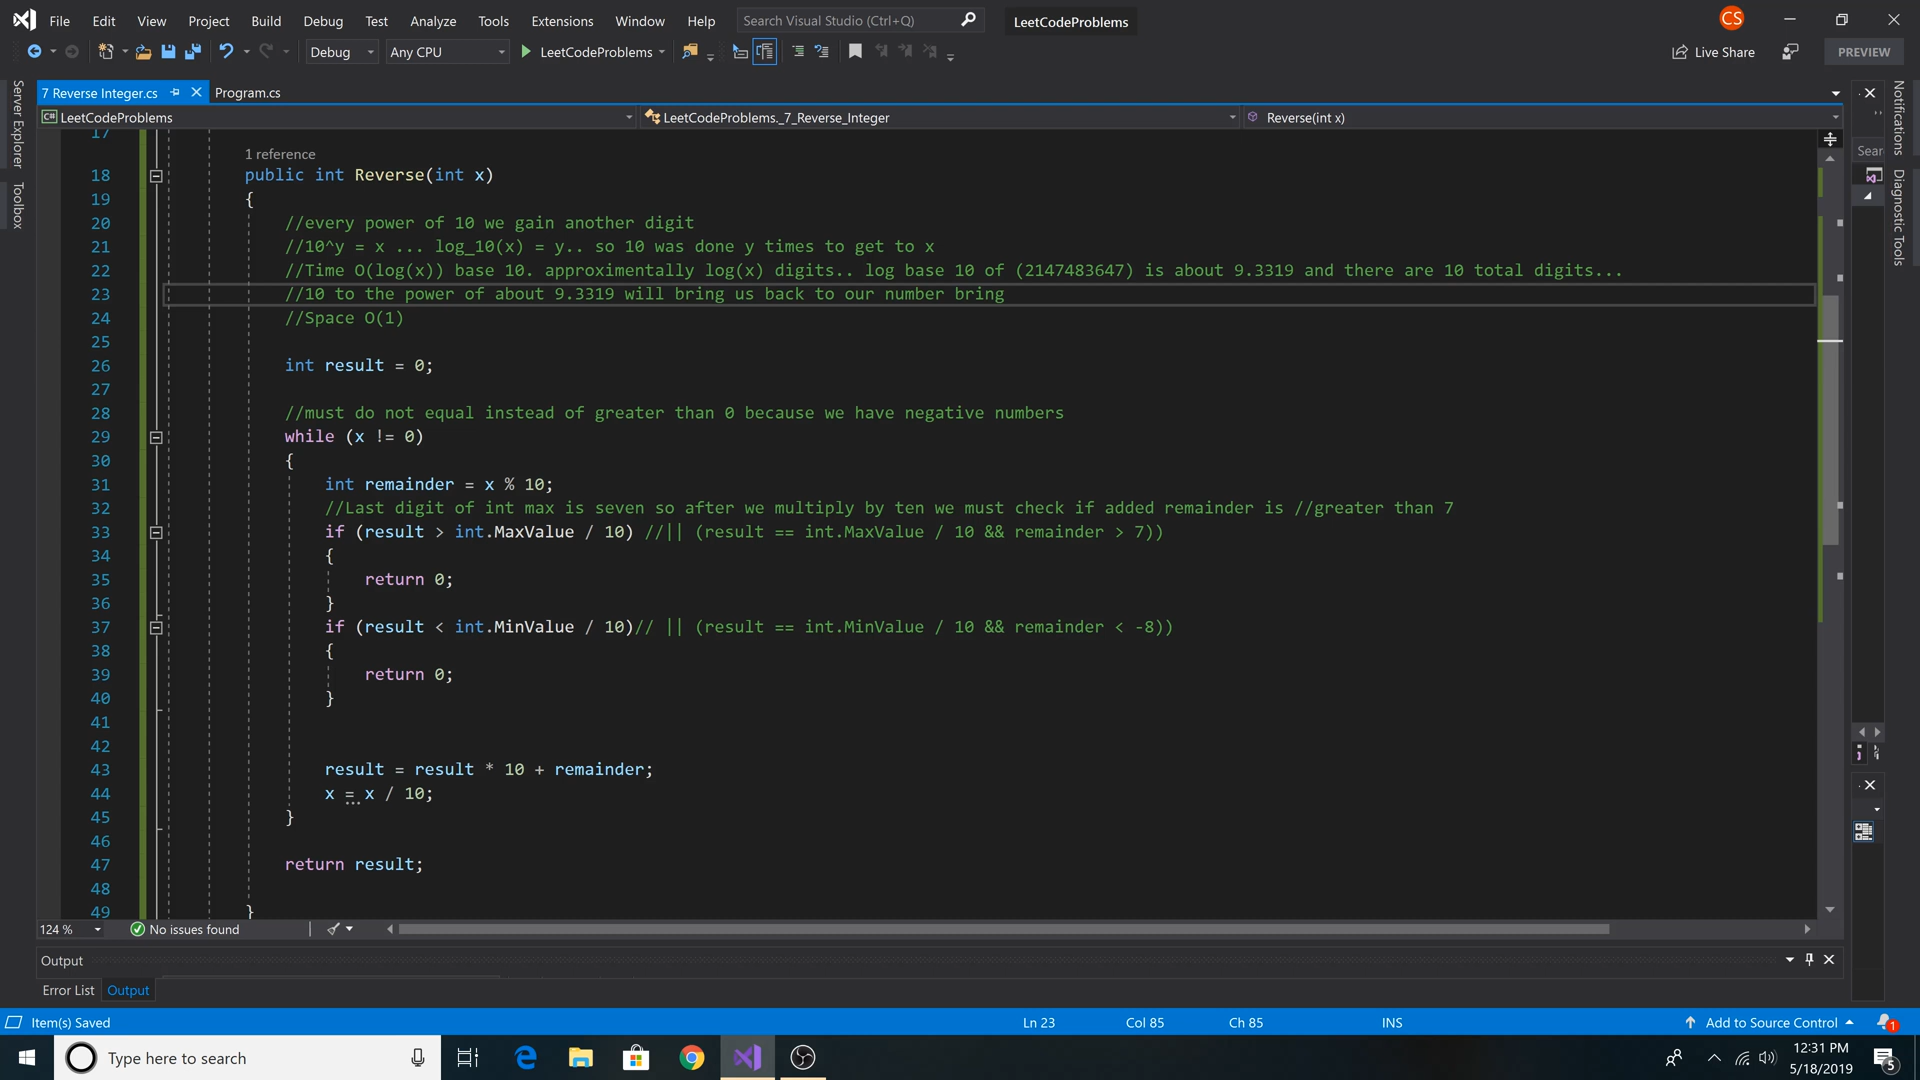 File Edit View Project Build Debug Test Analyze Tools Extensions Window Help Search Visual Studio (Ctrl+Q) LeetCodeProblems CS
Debug Any CPU LeetCodeProblems Live Share PREVIEW
Server Explorer
Toolbox
7 Reverse Integer.cs Program.cs
C# LeetCodeProblems LeetCodeProblems._7_Reverse_Integer Reverse(int x)
17
1 reference
18 public int Reverse(int x)
19 {
20 //every power of 10 we gain another digit
21 //10^y = x ... log_10(x) = y.. so 10 was done y times to get to x
22 //Time O(log(x)) base 10. approximentally log(x) digits.. log base 10 of (2147483647) is about 9.3319 and there are 10 total digits...
23 //10 to the power of about 9.3319 will bring us back to our number bring
24 //Space O(1)
25
26 int result = 0;
27
28 //must do not equal instead of greater than 0 because we have negative numbers
29 while (x != 0)
30 {
31 int remainder = x % 10;
32 //Last digit of int max is seven so after we multiply by ten we must check if added remainder is //greater than 7
33 if (result > int.MaxValue / 10) //|| (result == int.MaxValue / 10 && remainder > 7))
34 {
35 return 0;
36 }
37 if (result < int.MinValue / 10)// || (result == int.MinValue / 10 && remainder < -8))
38 {
39 return 0;
40 }
41
42
43 result = result * 10 + remainder;
44 x = x / 10;
45 }
46
47 return result;
48
49 }
Notifications
Diagnostic Tools
Sear
124 % No issues found
Output
Error List Output
Item(s) Saved Ln 23 Col 85 Ch 85 INS Add to Source Control 1
Type here to search 12:31 PM
5/18/2019 5